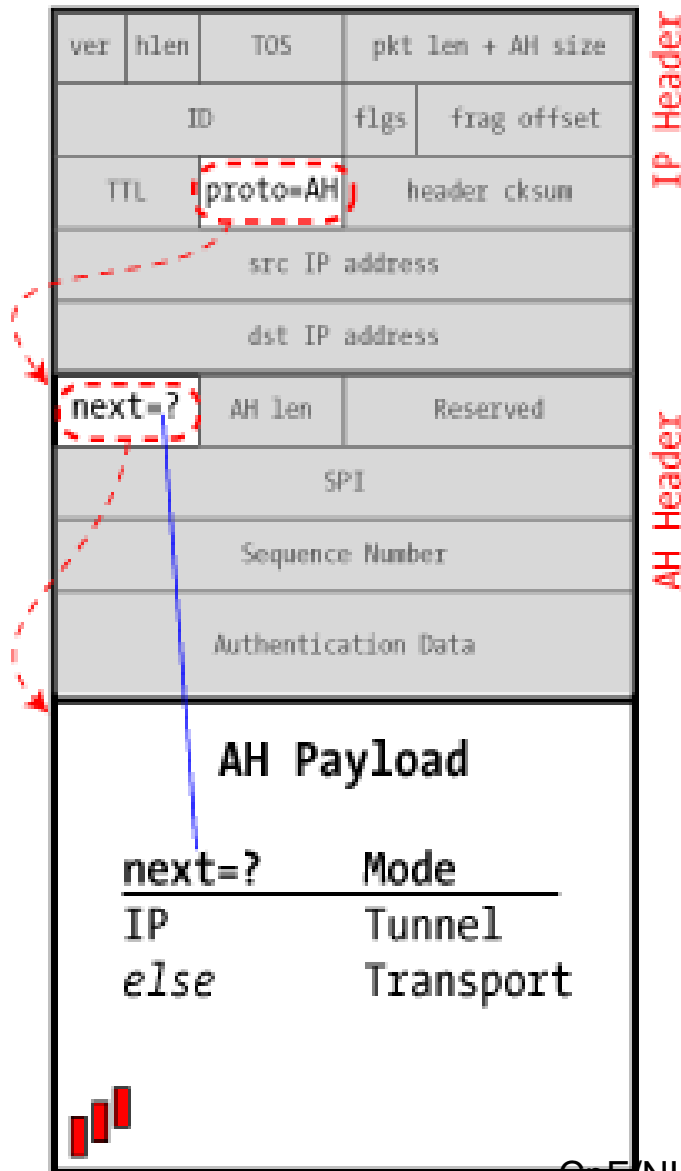 ver hlen TOS pkt len + AH size
ID flgs frag offset
TTL proto=AH header cksum
src IP address
dst IP address
IP Header
next=? AH len Reserved
SPI
Sequence Number
Authentication Data
AH Header
AH Payload
next=? Mode
IP Tunnel
else Transport